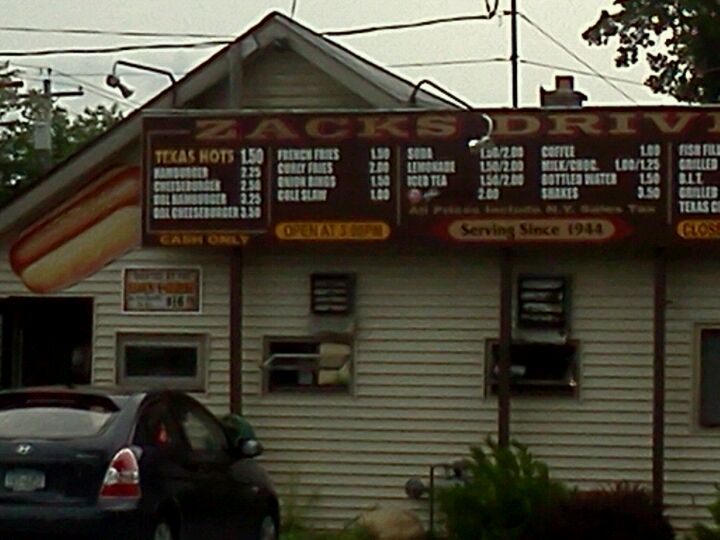 ZACKS DRIV
TEXAS HOTS 1.50
HAMBURGER 2.25
CHEESEBURGER 2.50
DBL HAMBURGER 3.25
DBL CHEESEBURGER 3.50
FRENCH FRIES 1.50
CURLY FRIES 2.00
ONION RINGS 1.50
COLE SLAW 1.00
SODA 1.50/2.00
LEMONADE 1.50/2.00
ICED TEA 1.50/2.00
2.00
COFFEE 1.00
MILK/CHOC. 1.00/1.25
BOTTLED WATER 1.50
SHAKES 3.50
FISH FILL
GRILLED
GRILLED
B.L.T.
TEXAS C
All Prices Include N.Y. Sales Tax
CASH ONLY
OPEN AT 3:00PM
Serving Since 1944
CLOS